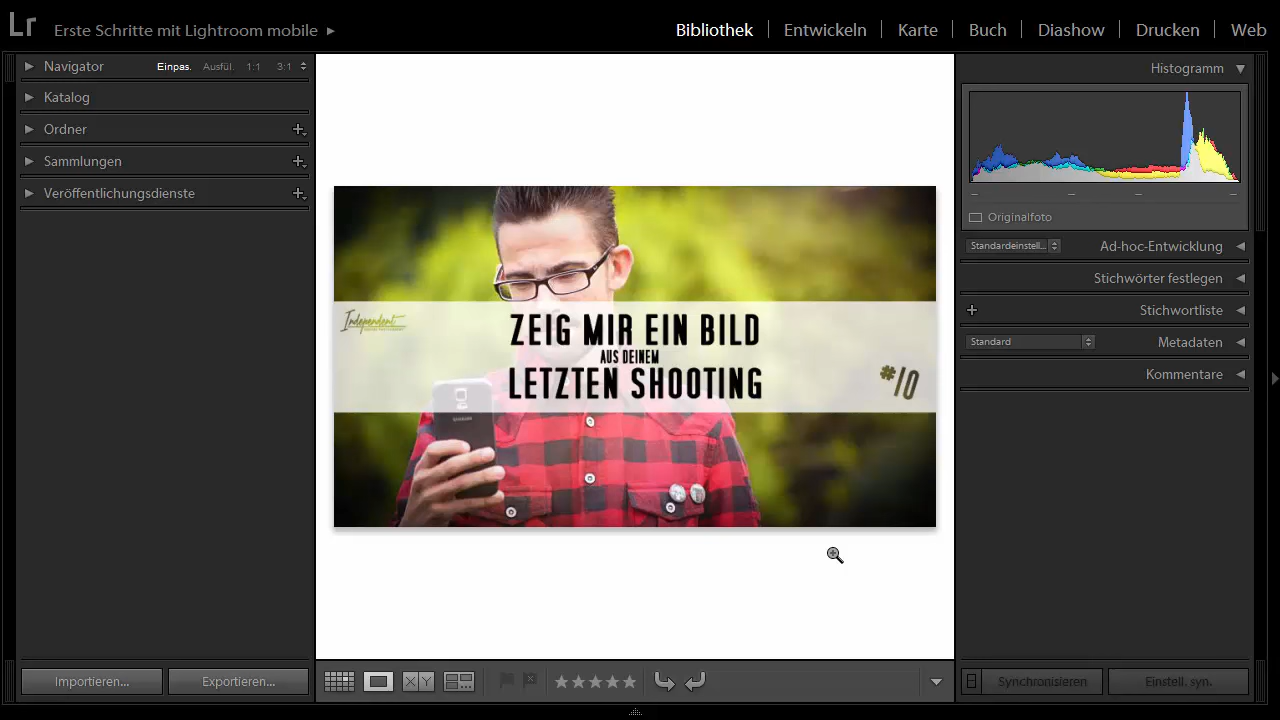 Lr Erste Schritte mit Lightroom mobile
Bibliothek Entwickeln Karte Buch Diashow Drucken Web
Navigator Einpas. Ausfül. 1:1 3:1
Katalog
Ordner
Sammlungen
Veröffentlichungsdienste
Independent
ZEIG MIR EIN BILD
AUS DEINEM
LETZTEN SHOOTING
#10
SAMSUNG
Histogramm
Originalfoto
Standardeinstell... Ad-hoc-Entwicklung
Stichwörter festlegen
Stichwortliste
Standard Metadaten
Kommentare
Importieren... Exportieren...
X Y
Synchronisieren Einstell. syn.